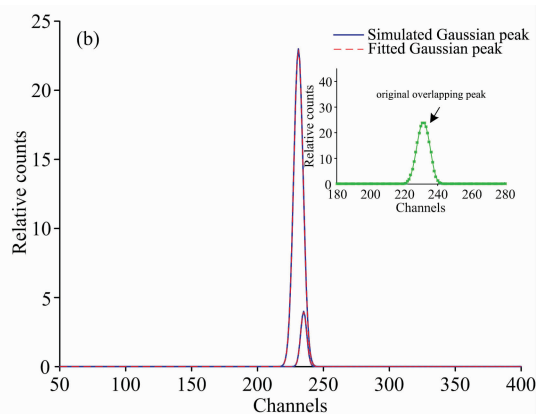 (b)
Simulated Gaussian peak
Fitted Gaussian peak
Relative counts
25
20
15
10
5
0
50 100 150 200 250 300 350 400
Channels
original overlapping peak
Relative counts
40
30
20
10
0
180 200 220 240 260 280
Channels